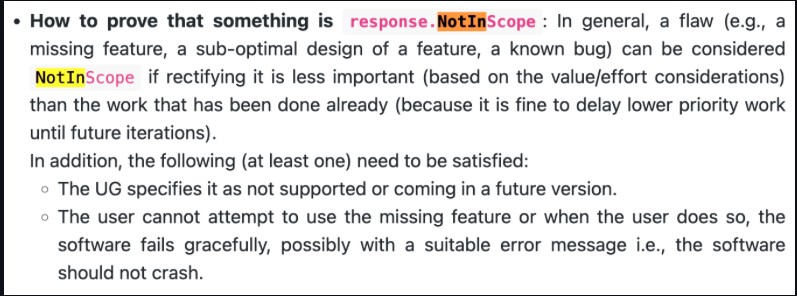 • How to prove that something is response.NotInScope : In general, a flaw (e.g., a
missing feature, a sub-optimal design of a feature, a known bug) can be considered
NotInScope if rectifying it is less important (based on the value/effort considerations)
than the work that has been done already (because it is fine to delay lower priority work
until future iterations).
In addition, the following (at least one) need to be satisfied:
◦ The UG specifies it as not supported or coming in a future version.
◦ The user cannot attempt to use the missing feature or when the user does so, the
software fails gracefully, possibly with a suitable error message i.e., the software
should not crash.